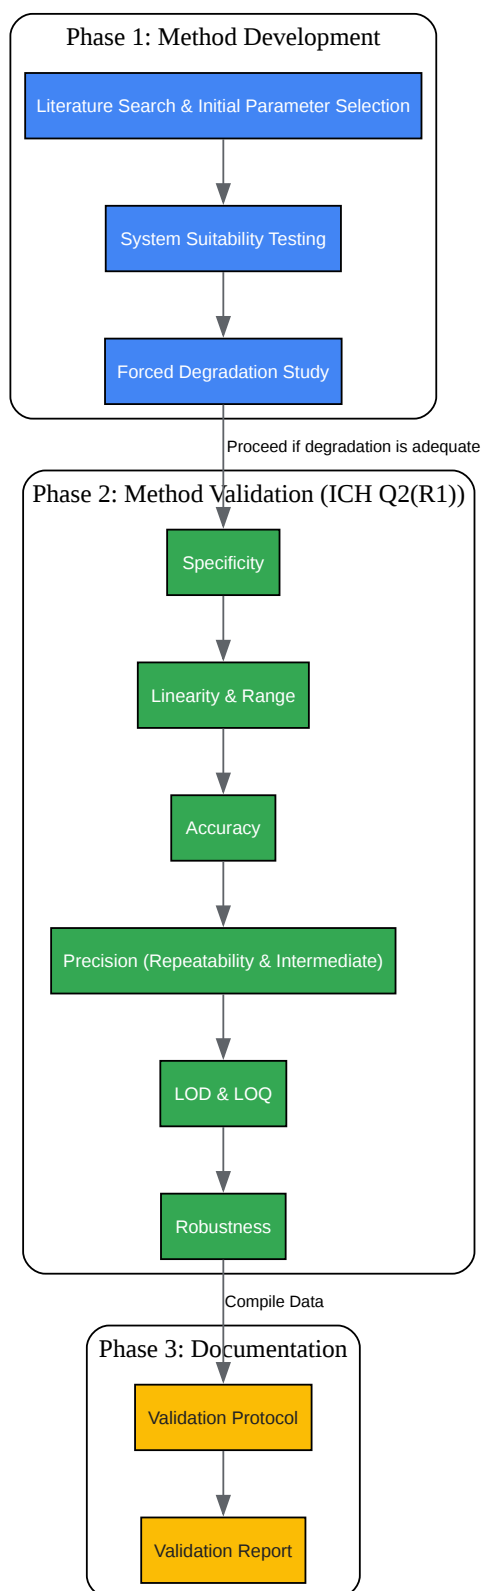 Phase 1: Method Development
Literature Search & Initial Parameter Selection
System Suitability Testing
Forced Degradation Study
Proceed if degradation is adequate
Phase 2: Method Validation (ICH Q2(R1))
Specificity
Linearity & Range
Accuracy
Precision (Repeatability & Intermediate)
LOD & LOQ
Robustness
Compile Data
Phase 3: Documentation
Validation Protocol
Validation Report